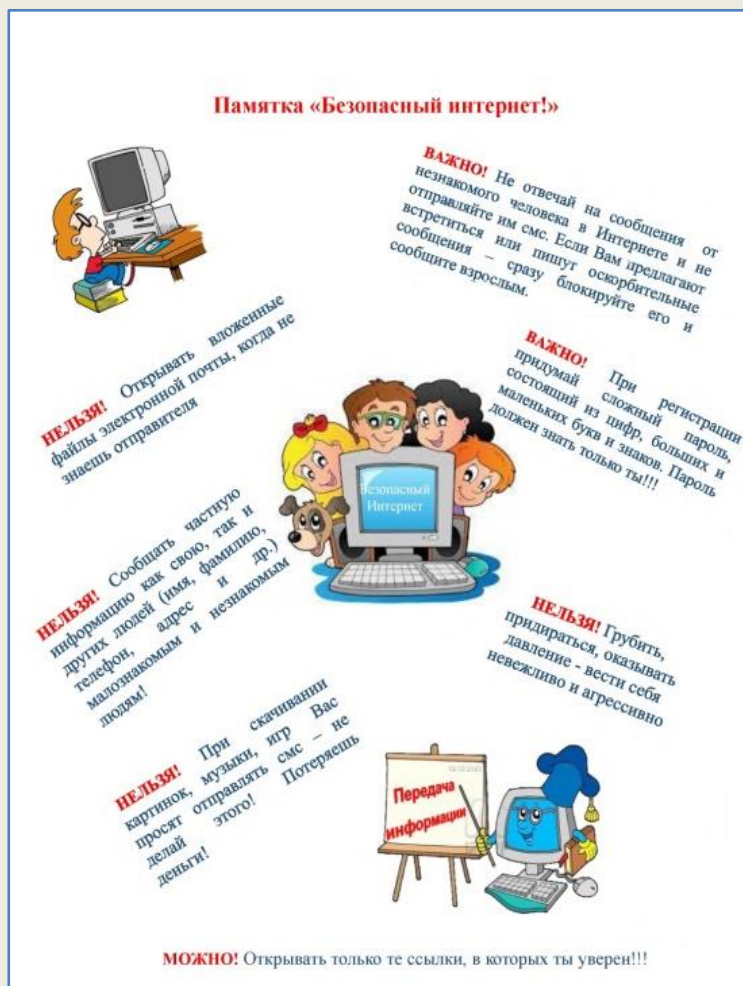 Памятка «Безопасный интернет!»
ВАЖНО! Не отвечай на сообщения от
незнакомого человека в Интернете и не
отправляйте им смс. Если Вам предлагают
встретиться или пишут оскорбительные
сообщения – сразу блокируйте его и
сообщите взрослым.
НЕЛЬЗЯ! Открывать вложенные
файлы электронной почты, когда не
знаешь отправителя
ВАЖНО! При регистрации
придумай сложный пароль,
состоящий из цифр, больших и
маленьких букв и знаков. Пароль
должен знать только ты!!!
Безопасный
Интернет
НЕЛЬЗЯ! Сообщать частную
информацию как свою, так и
других людей (имя, фамилию,
телефон, адрес и др.)
малознакомым и незнакомым
людям!
НЕЛЬЗЯ! Грубить,
придираться, оказывать
давление - вести себя
невежливо и агрессивно
НЕЛЬЗЯ! При скачивании
картинок, музыки, игр Вас
просят отправлять смс – не
делай этого! Потеряешь
деньги!
Передача
информации
МОЖНО! Открывать только те ссылки, в которых ты уверен!!!